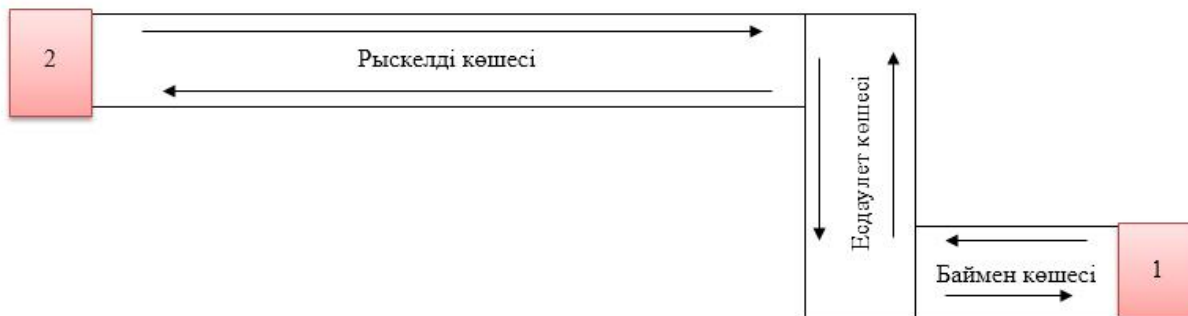 2
Рыскелді көшесі
Есдаулет көшесі
Баймен көшесі
1